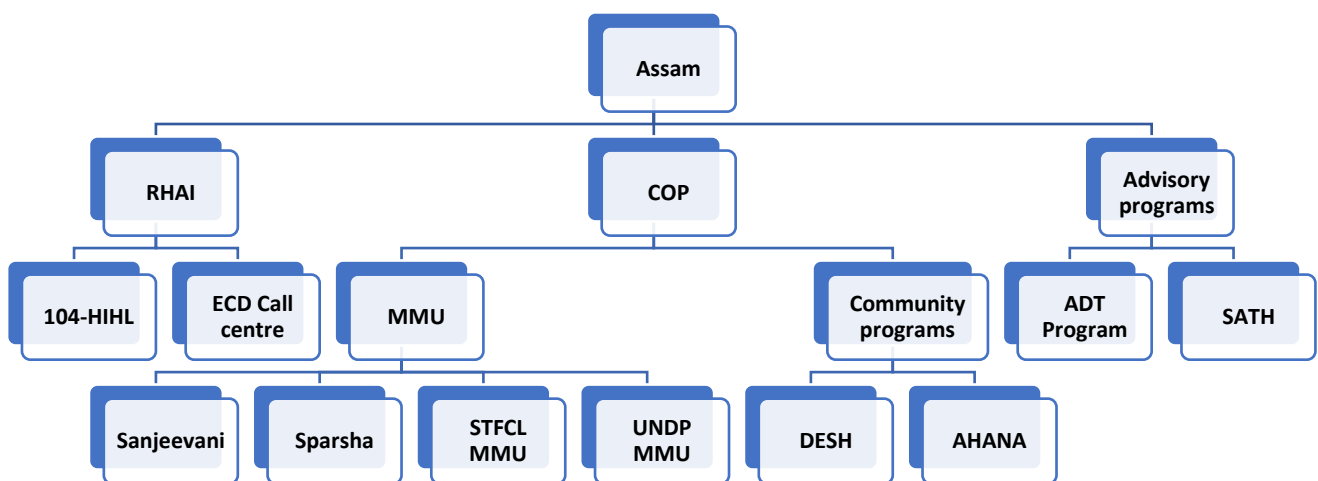 Assam
RHAI
COP
Advisory
programs
104-HIHL
ECD Call
centre
MMU
Community
programs
ADT
Program
SATH
Sanjeevani
Sparsha
STFCL
MMU
UNDP
MMU
DESH
AHANA